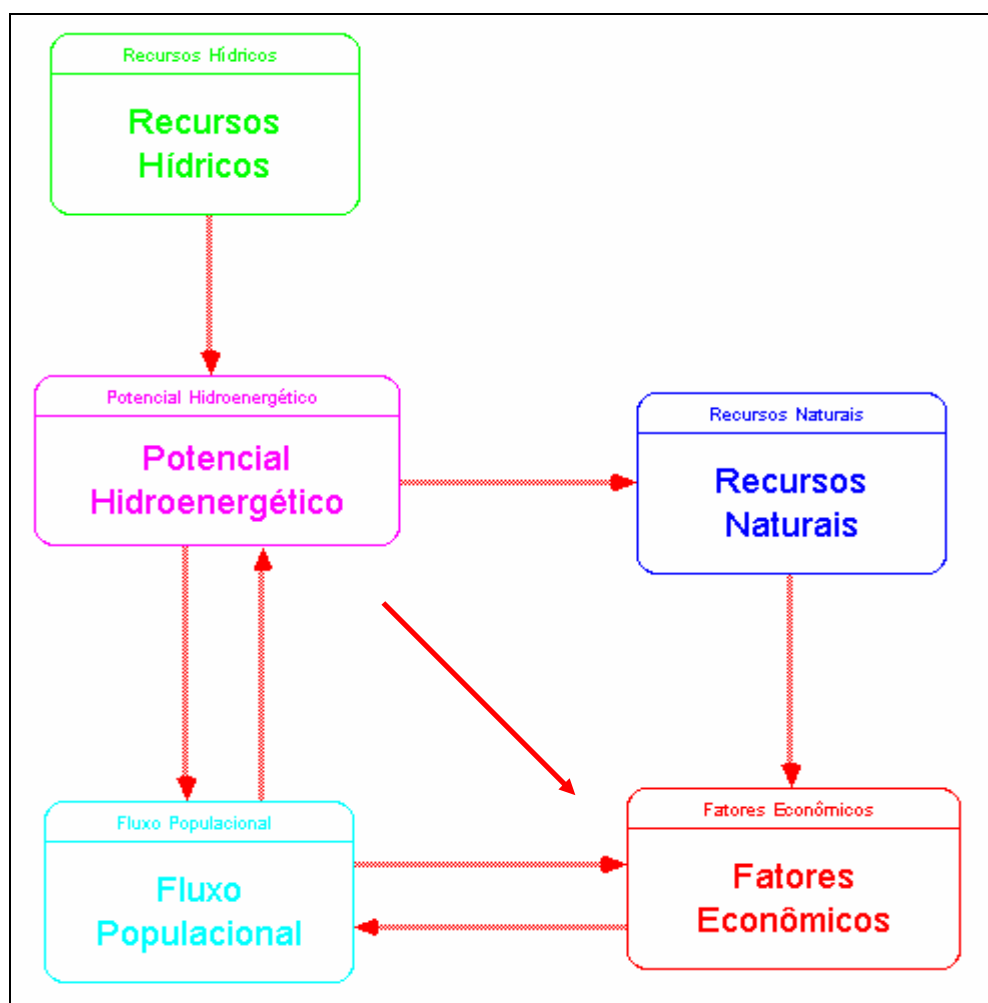 Recursos Hídricos
Recursos
Hídricos
Potencial Hidroenergético
Potencial
Hidroenergético
Recursos Naturais
Recursos
Naturais
Fluxo Populacional
Fluxo
Populacional
Fatores Econômicos
Fatores
Econômicos